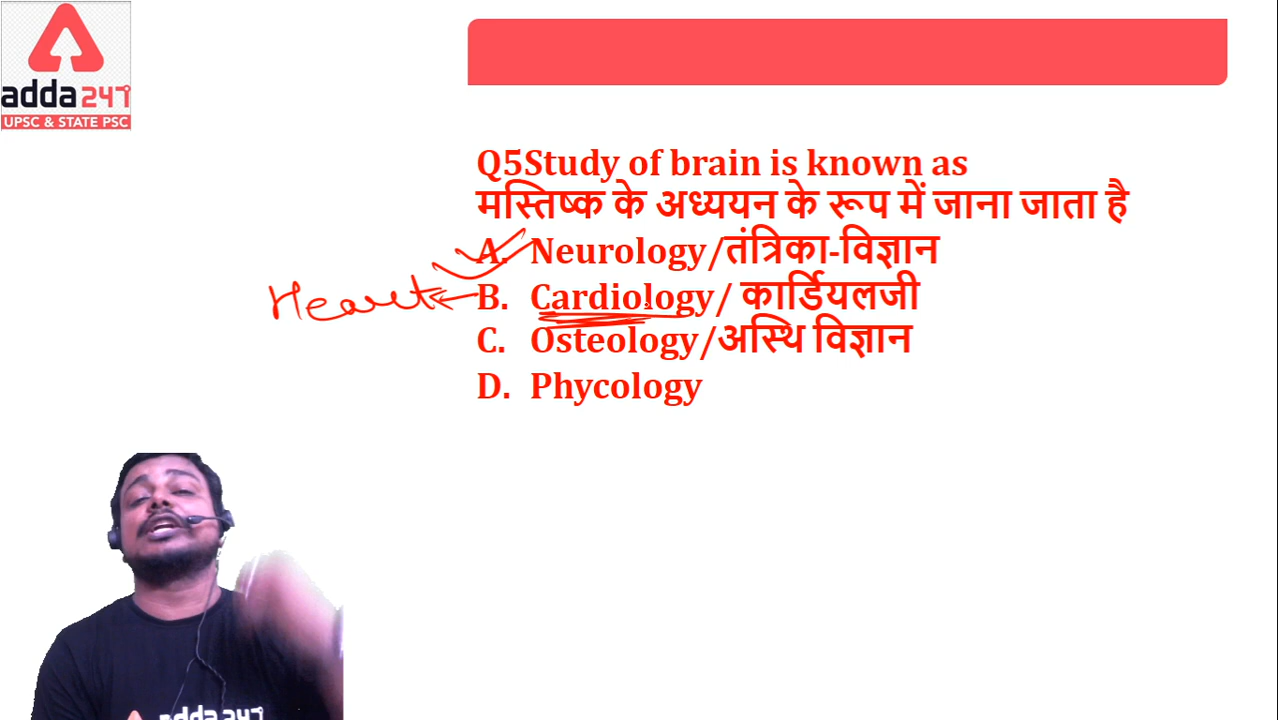 adda247
UPSC & STATE PSC
Q5Study of brain is known as
मस्तिष्क के अध्ययन के रूप में जाना जाता है
A. Neurology/तंत्रिका-विज्ञान
Heart
B. Cardiology/ कार्डियलजी
C. Osteology/अस्थि विज्ञान
D. Phycology
adda247